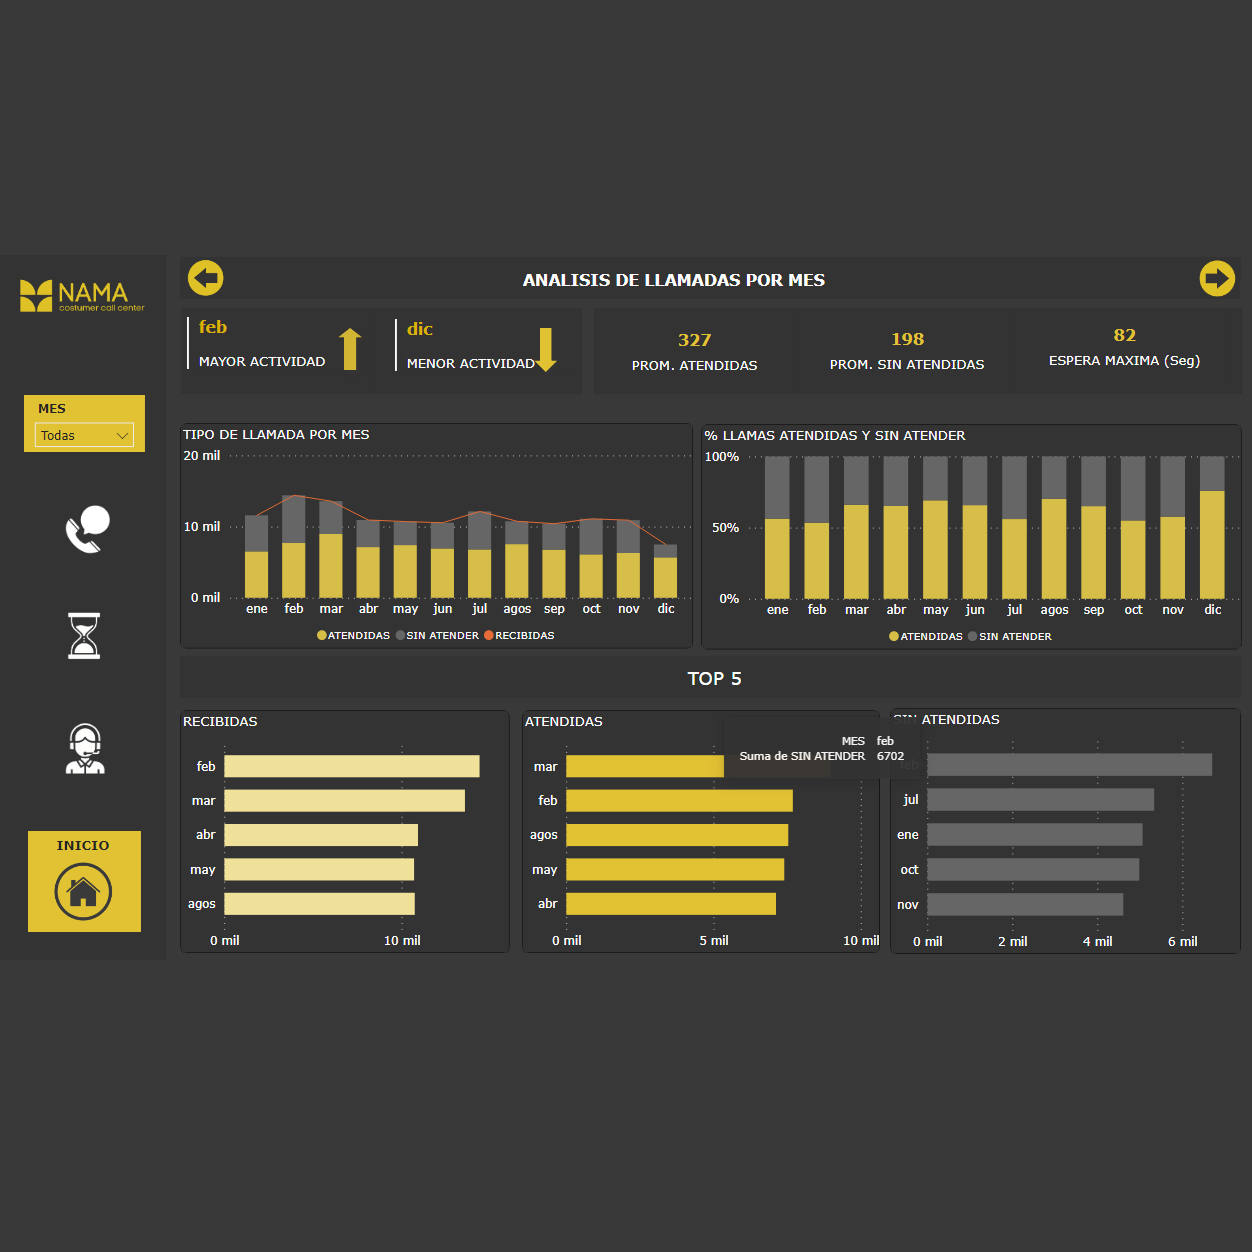 NAMA
costumer call center
MES
Todas
INICIO
ANALISIS DE LLAMADAS POR MES
feb
MAYOR ACTIVIDAD
dic
MENOR ACTIVIDAD
327
PROM. ATENDIDAS
198
PROM. SIN ATENDIDAS
82
ESPERA MAXIMA (Seg)
TIPO DE LLAMADA POR MES
20 mil
10 mil
0 mil
ene feb mar abr may jun jul agos sep oct nov dic
ATENDIDAS SIN ATENDER RECIBIDAS
% LLAMAS ATENDIDAS Y SIN ATENDER
100%
50%
0%
ene feb mar abr may jun jul agos sep oct nov dic
ATENDIDAS SIN ATENDER
TOP 5
RECIBIDAS
feb
mar
abr
may
agos
0 mil 10 mil
ATENDIDAS
mar
feb
agos
may
abr
0 mil 5 mil 10 mil
MES feb
Suma de SIN ATENDER 6702
SIN ATENDIDAS
feb
jul
ene
oct
nov
0 mil 2 mil 4 mil 6 mil